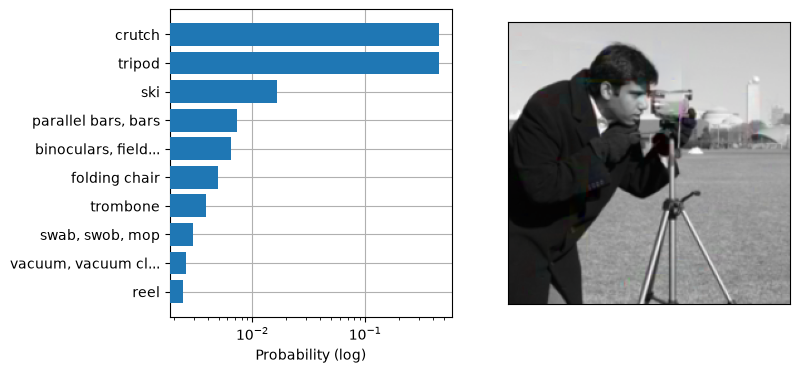 crutch
tripod
ski
parallel bars, bars
binoculars, field...
folding chair
trombone
swab, swob, mop
vacuum, vacuum cl...
reel
10⁻² 10⁻¹
Probability (log)